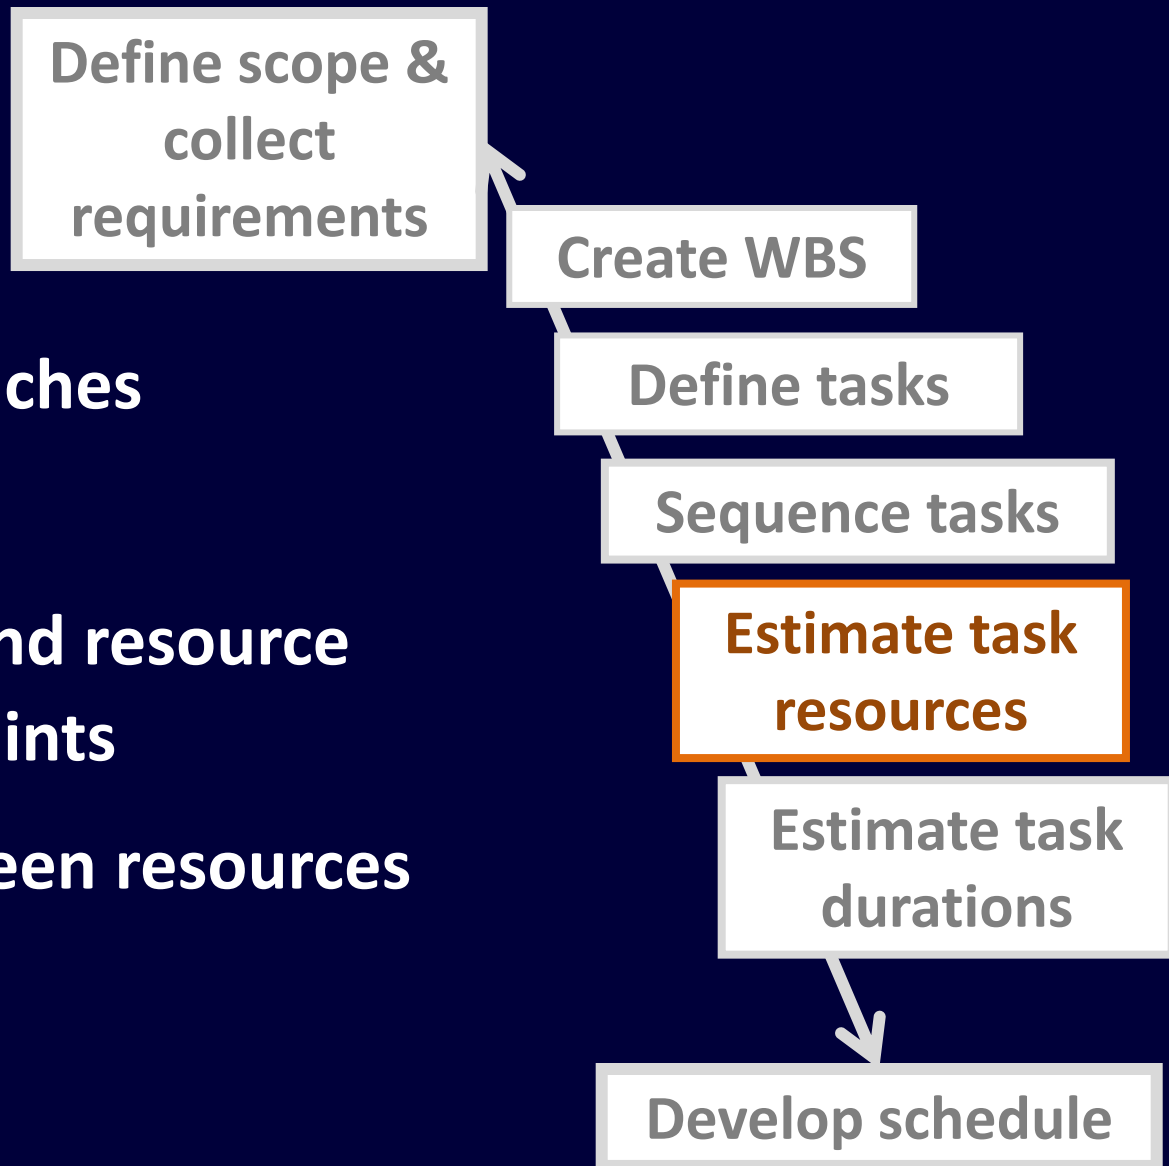 Define scope &
collect
requirements
Create WBS
ches
Define tasks
Sequence tasks
nd resource
ints
Estimate task
resources
een resources
Estimate task
durations
Develop schedule